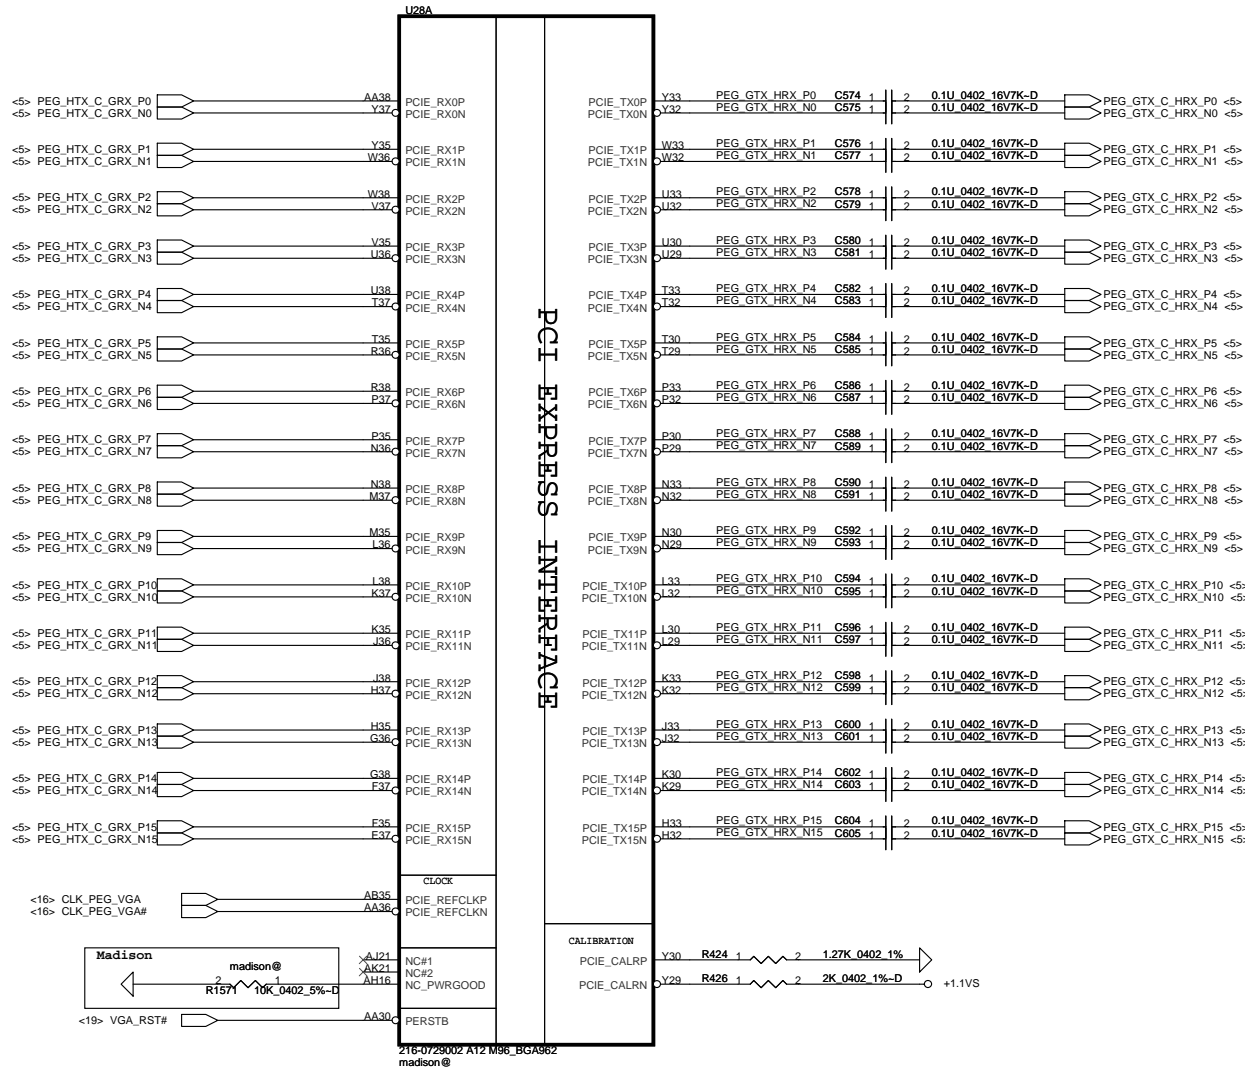 U28A
<5> PEG_HTX_C_GRX_P0 AA38 PCIE_RX0P PCIE_TX0P Y33 PEG_GTX_HRX_P0 C574 1 2 0.1U_0402_16V7K~D PEG_GTX_C_HRX_P0 <5>
<5> PEG_HTX_C_GRX_N0 Y37 PCIE_RX0N PCIE_TX0N Y32 PEG_GTX_HRX_N0 C575 1 2 0.1U_0402_16V7K~D PEG_GTX_C_HRX_N0 <5>
<5> PEG_HTX_C_GRX_P1 Y35 PCIE_RX1P PCIE_TX1P W33 PEG_GTX_HRX_P1 C576 1 2 0.1U_0402_16V7K~D PEG_GTX_C_HRX_P1 <5>
<5> PEG_HTX_C_GRX_N1 W36 PCIE_RX1N PCIE_TX1N W32 PEG_GTX_HRX_N1 C577 1 2 0.1U_0402_16V7K~D PEG_GTX_C_HRX_N1 <5>
<5> PEG_HTX_C_GRX_P2 W38 PCIE_RX2P PCIE_TX2P U33 PEG_GTX_HRX_P2 C578 1 2 0.1U_0402_16V7K~D PEG_GTX_C_HRX_P2 <5>
<5> PEG_HTX_C_GRX_N2 V37 PCIE_RX2N PCIE_TX2N U32 PEG_GTX_HRX_N2 C579 1 2 0.1U_0402_16V7K~D PEG_GTX_C_HRX_N2 <5>
<5> PEG_HTX_C_GRX_P3 V35 PCIE_RX3P PCIE_TX3P U30 PEG_GTX_HRX_P3 C580 1 2 0.1U_0402_16V7K~D PEG_GTX_C_HRX_P3 <5>
<5> PEG_HTX_C_GRX_N3 U36 PCIE_RX3N PCIE_TX3N U29 PEG_GTX_HRX_N3 C581 1 2 0.1U_0402_16V7K~D PEG_GTX_C_HRX_N3 <5>
<5> PEG_HTX_C_GRX_P4 U38 PCIE_RX4P PCIE_TX4P T33 PEG_GTX_HRX_P4 C582 1 2 0.1U_0402_16V7K~D PEG_GTX_C_HRX_P4 <5>
<5> PEG_HTX_C_GRX_N4 T37 PCIE_RX4N PCIE_TX4N T32 PEG_GTX_HRX_N4 C583 1 2 0.1U_0402_16V7K~D PEG_GTX_C_HRX_N4 <5>
<5> PEG_HTX_C_GRX_P5 T35 PCIE_RX5P PCIE_TX5P T30 PEG_GTX_HRX_P5 C584 1 2 0.1U_0402_16V7K~D PEG_GTX_C_HRX_P5 <5>
<5> PEG_HTX_C_GRX_N5 R36 PCIE_RX5N PCIE_TX5N T29 PEG_GTX_HRX_N5 C585 1 2 0.1U_0402_16V7K~D PEG_GTX_C_HRX_N5 <5>
<5> PEG_HTX_C_GRX_P6 R38 PCIE_RX6P PCIE_TX6P P33 PEG_GTX_HRX_P6 C586 1 2 0.1U_0402_16V7K~D PEG_GTX_C_HRX_P6 <5>
<5> PEG_HTX_C_GRX_N6 P37 PCIE_RX6N PCIE_TX6N P32 PEG_GTX_HRX_N6 C587 1 2 0.1U_0402_16V7K~D PEG_GTX_C_HRX_N6 <5>
<5> PEG_HTX_C_GRX_P7 P35 PCIE_RX7P PCIE_TX7P P30 PEG_GTX_HRX_P7 C588 1 2 0.1U_0402_16V7K~D PEG_GTX_C_HRX_P7 <5>
<5> PEG_HTX_C_GRX_N7 N36 PCIE_RX7N PCIE_TX7N P29 PEG_GTX_HRX_N7 C589 1 2 0.1U_0402_16V7K~D PEG_GTX_C_HRX_N7 <5>
<5> PEG_HTX_C_GRX_P8 N38 PCIE_RX8P PCIE_TX8P N33 PEG_GTX_HRX_P8 C590 1 2 0.1U_0402_16V7K~D PEG_GTX_C_HRX_P8 <5>
<5> PEG_HTX_C_GRX_N8 M37 PCIE_RX8N PCIE_TX8N N32 PEG_GTX_HRX_N8 C591 1 2 0.1U_0402_16V7K~D PEG_GTX_C_HRX_N8 <5>
<5> PEG_HTX_C_GRX_P9 M35 PCIE_RX9P PCIE_TX9P N30 PEG_GTX_HRX_P9 C592 1 2 0.1U_0402_16V7K~D PEG_GTX_C_HRX_P9 <5>
<5> PEG_HTX_C_GRX_N9 L36 PCIE_RX9N PCIE_TX9N N29 PEG_GTX_HRX_N9 C593 1 2 0.1U_0402_16V7K~D PEG_GTX_C_HRX_N9 <5>
<5> PEG_HTX_C_GRX_P10 L38 PCIE_RX10P PCIE_TX10P L33 PEG_GTX_HRX_P10 C594 1 2 0.1U_0402_16V7K~D PEG_GTX_C_HRX_P10 <5>
<5> PEG_HTX_C_GRX_N10 K37 PCIE_RX10N PCIE_TX10N L32 PEG_GTX_HRX_N10 C595 1 2 0.1U_0402_16V7K~D PEG_GTX_C_HRX_N10 <5>
<5> PEG_HTX_C_GRX_P11 K35 PCIE_RX11P PCIE_TX11P L30 PEG_GTX_HRX_P11 C596 1 2 0.1U_0402_16V7K~D PEG_GTX_C_HRX_P11 <5>
<5> PEG_HTX_C_GRX_N11 J36 PCIE_RX11N PCIE_TX11N L29 PEG_GTX_HRX_N11 C597 1 2 0.1U_0402_16V7K~D PEG_GTX_C_HRX_N11 <5>
<5> PEG_HTX_C_GRX_P12 J38 PCIE_RX12P PCIE_TX12P K33 PEG_GTX_HRX_P12 C598 1 2 0.1U_0402_16V7K~D PEG_GTX_C_HRX_P12 <5>
<5> PEG_HTX_C_GRX_N12 H37 PCIE_RX12N PCIE_TX12N K32 PEG_GTX_HRX_N12 C599 1 2 0.1U_0402_16V7K~D PEG_GTX_C_HRX_N12 <5>
<5> PEG_HTX_C_GRX_P13 H35 PCIE_RX13P PCIE_TX13P J33 PEG_GTX_HRX_P13 C600 1 2 0.1U_0402_16V7K~D PEG_GTX_C_HRX_P13 <5>
<5> PEG_HTX_C_GRX_N13 G36 PCIE_RX13N PCIE_TX13N J32 PEG_GTX_HRX_N13 C601 1 2 0.1U_0402_16V7K~D PEG_GTX_C_HRX_N13 <5>
<5> PEG_HTX_C_GRX_P14 G38 PCIE_RX14P PCIE_TX14P K30 PEG_GTX_HRX_P14 C602 1 2 0.1U_0402_16V7K~D PEG_GTX_C_HRX_P14 <5>
<5> PEG_HTX_C_GRX_N14 F37 PCIE_RX14N PCIE_TX14N K29 PEG_GTX_HRX_N14 C603 1 2 0.1U_0402_16V7K~D PEG_GTX_C_HRX_N14 <5>
<5> PEG_HTX_C_GRX_P15 F35 PCIE_RX15P PCIE_TX15P H33 PEG_GTX_HRX_P15 C604 1 2 0.1U_0402_16V7K~D PEG_GTX_C_HRX_P15 <5>
<5> PEG_HTX_C_GRX_N15 E37 PCIE_RX15N PCIE_TX15N H32 PEG_GTX_HRX_N15 C605 1 2 0.1U_0402_16V7K~D PEG_GTX_C_HRX_N15 <5>
PCI EXPRESS INTERFACE
CLOCK
<16> CLK_PEG_VGA AB35 PCIE_REFCLKP
<16> CLK_PEG_VGA# AA36 PCIE_REFCLKN
CALIBRATION
Madison
AJ21 NC#1 PCIE_CALRP Y30 R424 1 2 1.27K_0402_1%
madison@ AK21 NC#2
2 1 AH16 NC_PWRGOOD PCIE_CALRN Y29 R426 1 2 2K_0402_1%~D +1.1VS
R1571 10K_0402_5%~D
<19> VGA_RST# AA30 PERSTB
216-0729002 A12 M96_BGA962
madison@